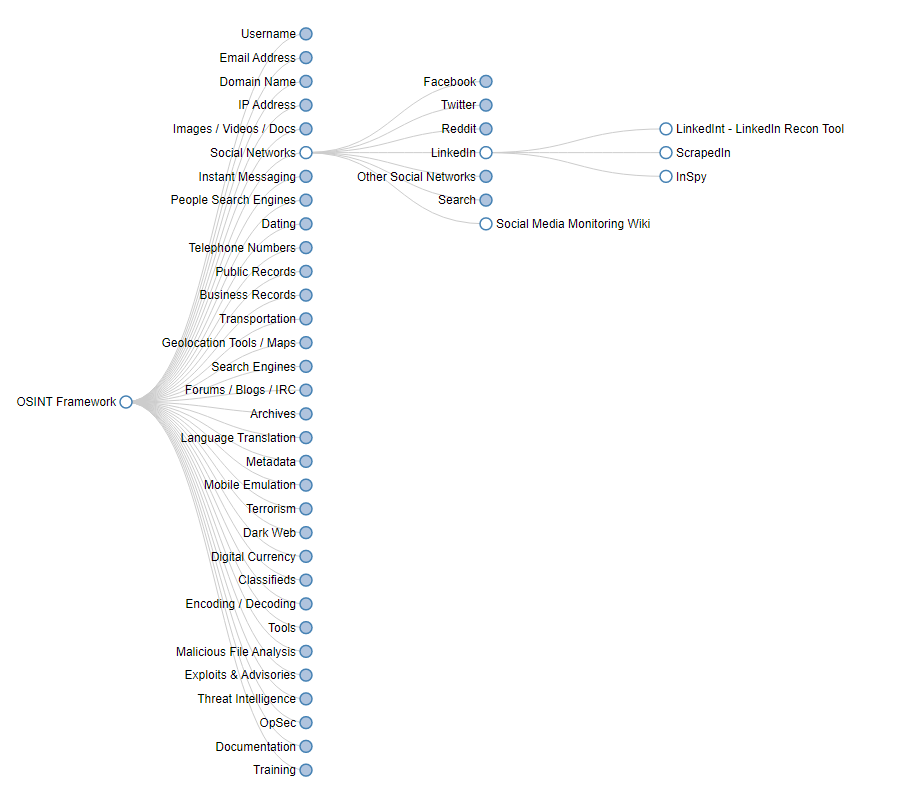 Username
Email Address
Domain Name
IP Address
Images / Videos / Docs
Social Networks
Instant Messaging
People Search Engines
Dating
Telephone Numbers
Public Records
Business Records
Transportation
Geolocation Tools / Maps
Search Engines
Forums / Blogs / IRC
OSINT Framework
Archives
Language Translation
Metadata
Mobile Emulation
Terrorism
Dark Web
Digital Currency
Classifieds
Encoding / Decoding
Tools
Malicious File Analysis
Exploits & Advisories
Threat Intelligence
OpSec
Documentation
Training
Facebook
Twitter
Reddit
LinkedIn
Other Social Networks
Search
Social Media Monitoring Wiki
LinkedInt - LinkedIn Recon Tool
ScrapedIn
InSpy